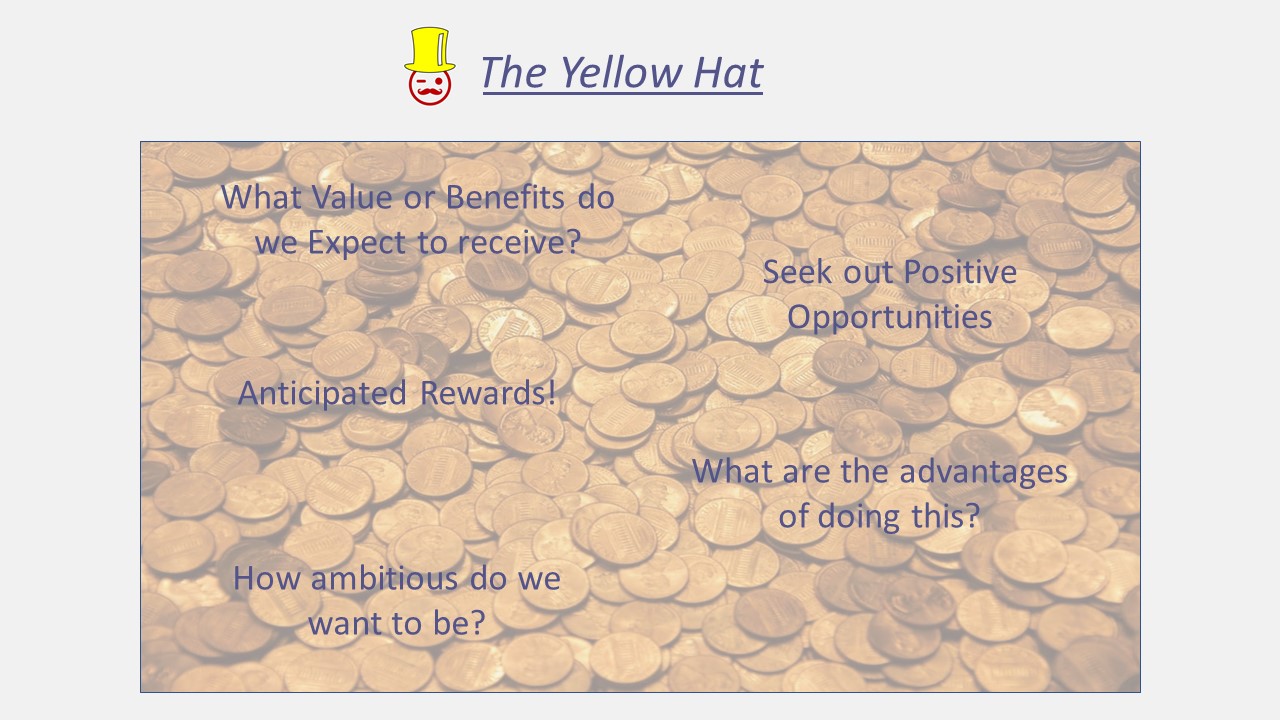 The Yellow Hat
What Value or Benefits do
we Expect to receive?
Seek out Positive
Opportunities
Anticipated Rewards!
What are the advantages
of doing this?
How ambitious do we
want to be?